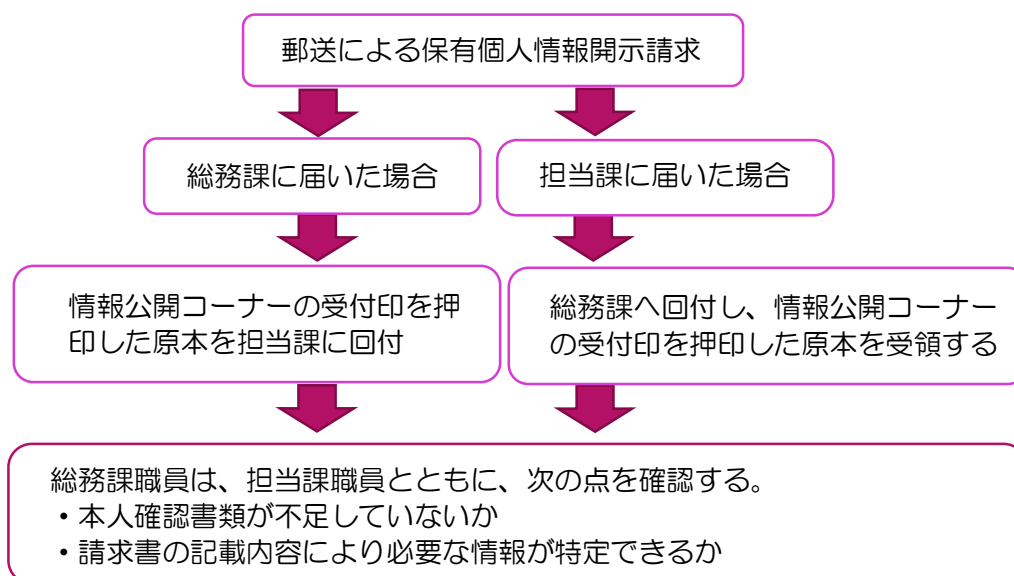 郵送による保有個人情報開示請求
総務課に届いた場合
担当課に届いた場合
情報公開コーナーの受付印を押
印した原本を担当課に回付
総務課へ回付し、情報公開コーナー
の受付印を押印した原本を受領する
総務課職員は、担当課職員とともに、次の点を確認する。
・本人確認書類が不足していないか
・請求書の記載内容により必要な情報が特定できるか